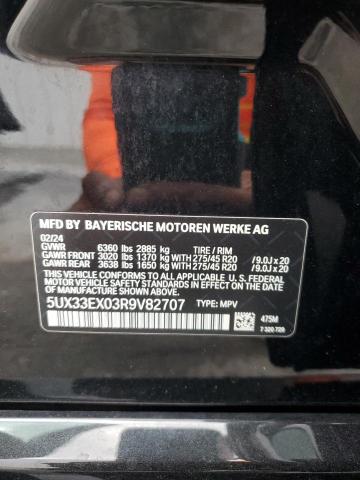 MFD BY BAYERISCHE MOTOREN WERKE AG
02/24
GVWR 6360 lbs 2885 kg TIRE / RIM
GAWR FRONT 3020 lbs 1370 kg WITH 275/45 R20 /9.0J x 20
GAWR REAR 3638 lbs 1650 kg WITH 275/45 R20 /9.0J x 20
THIS VEHICLE CONFORMS TO ALL APPLICABLE U.S. FEDERAL
MOTOR VEHICLE SAFETY STANDARDS IN EFFECT ON THE DATE OF
MANUFACTURE SHOWN ABOVE.
5UX33EX03R9V82707 TYPE: MPV
475M
7 320 729